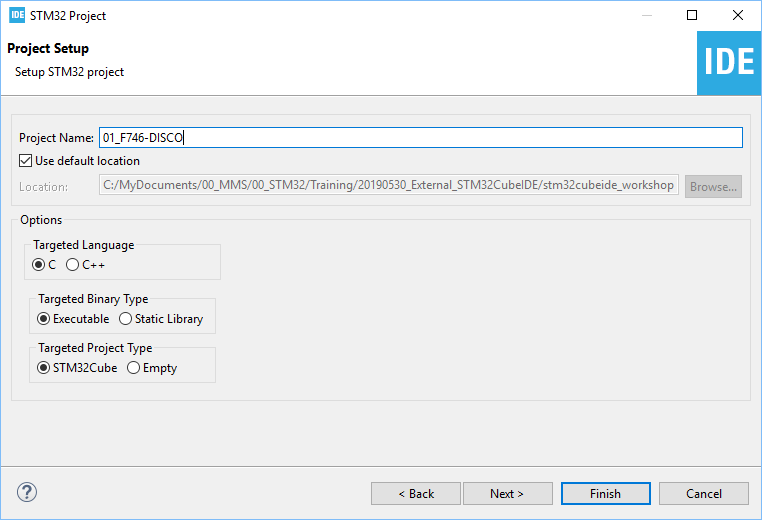 IDE STM32 Project
Project Setup
Setup STM32 project
IDE
Project Name: 01_F746-DISCO
Use default location
Location: C:/MyDocuments/00_MMS/00_STM32/Training/20190530_External_STM32CubeIDE/stm32cubeide_workshop Browse...
Options
Targeted Language
C C++
Targeted Binary Type
Executable Static Library
Targeted Project Type
STM32Cube Empty
? < Back Next > Finish Cancel